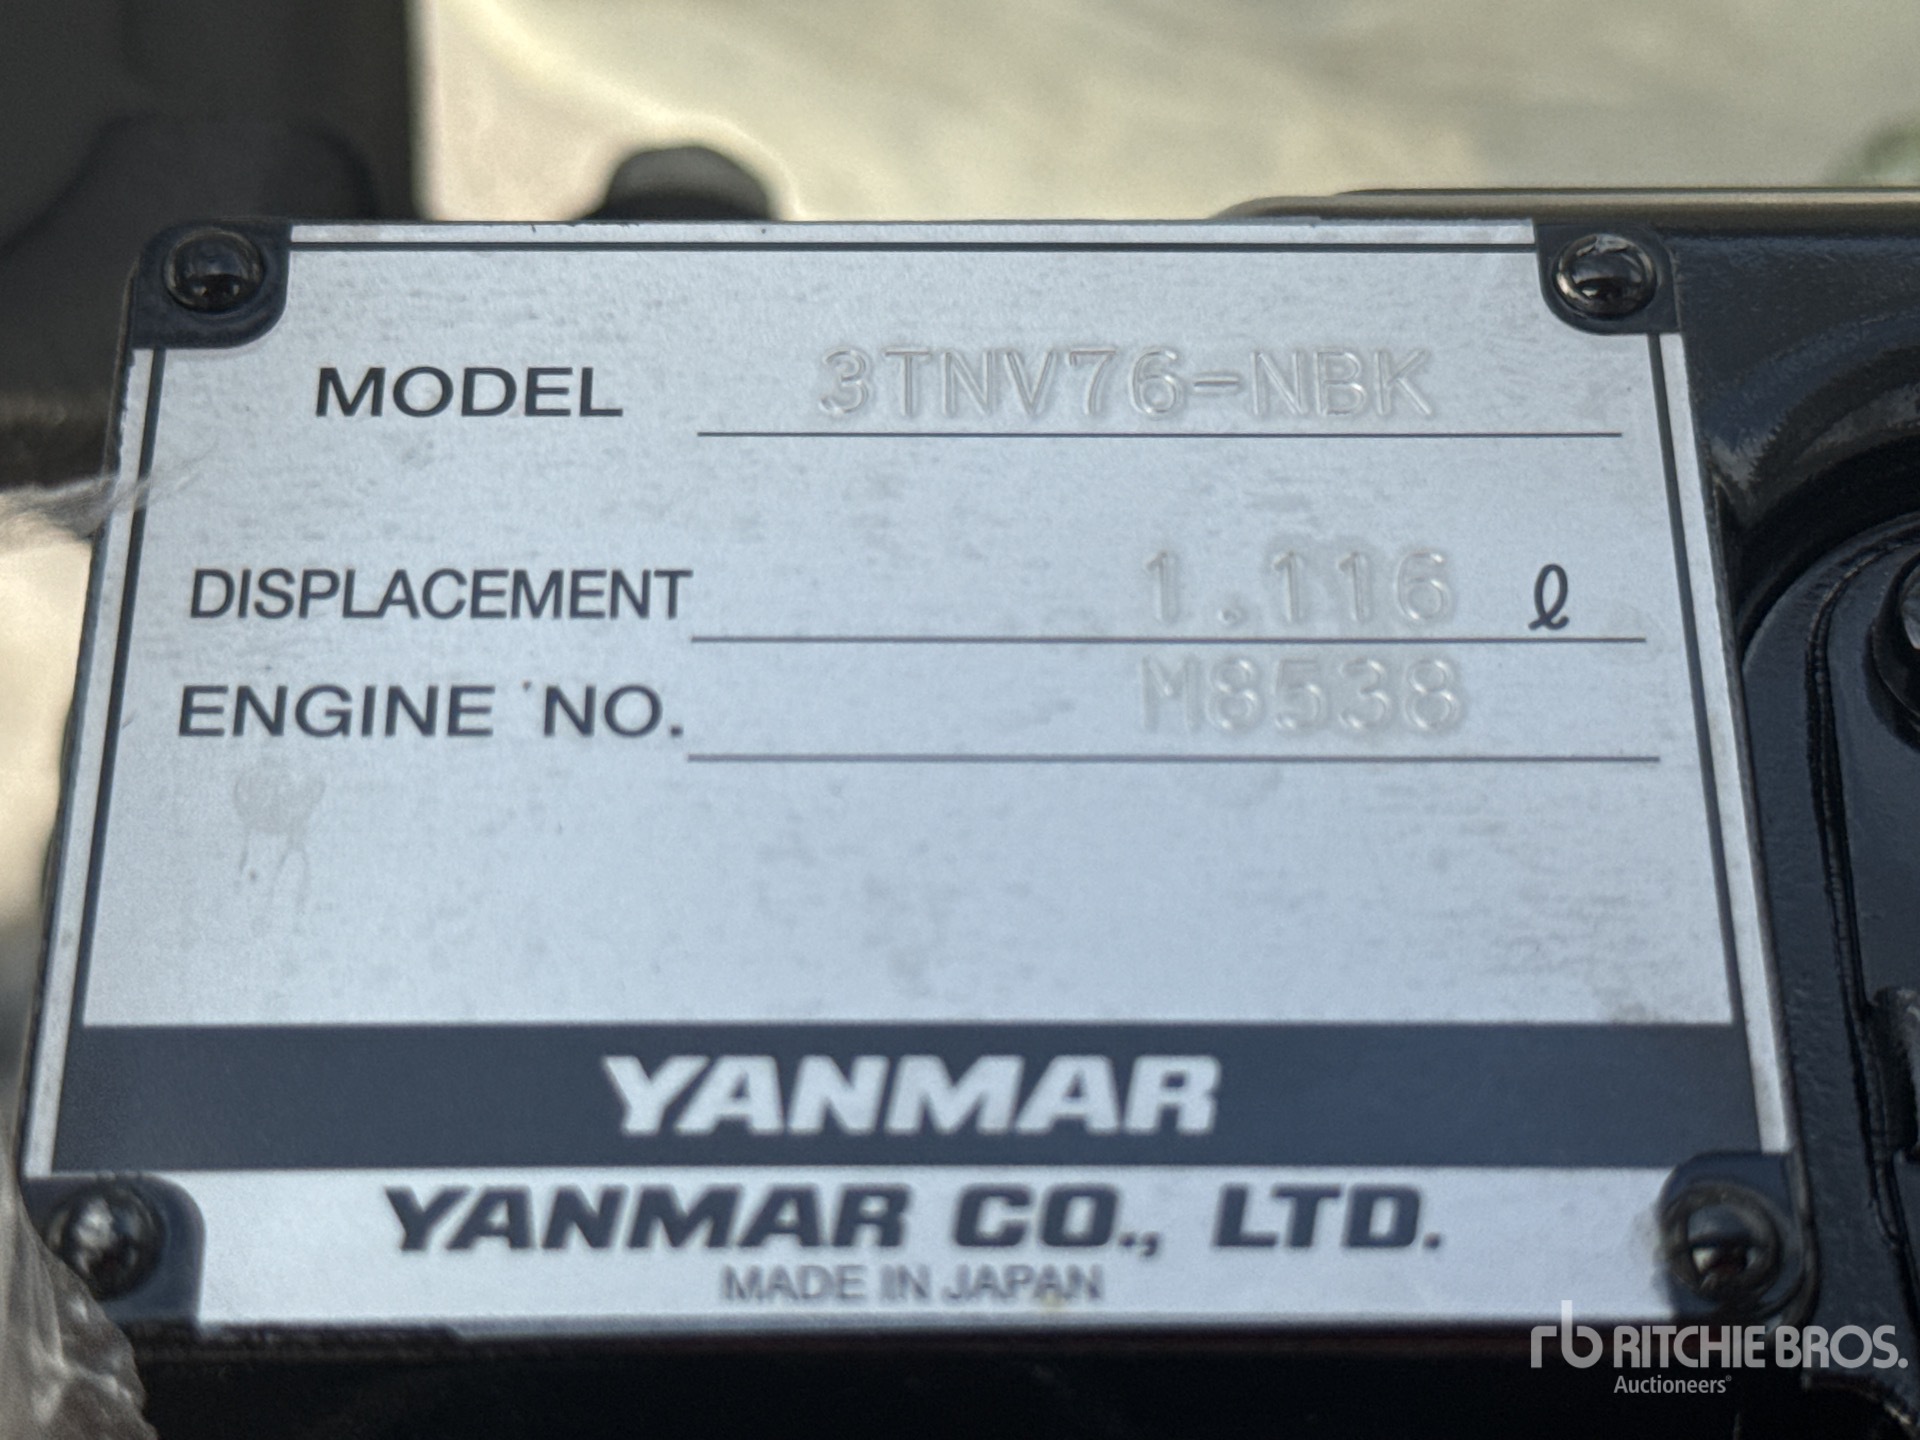 MODEL 3TNV76-NBK
DISPLACEMENT 1.116 ℓ
ENGINE NO. M8538
YANMAR
YANMAR CO., LTD.
MADE IN JAPAN
rb RITCHIE BROS.
Auctioneers®